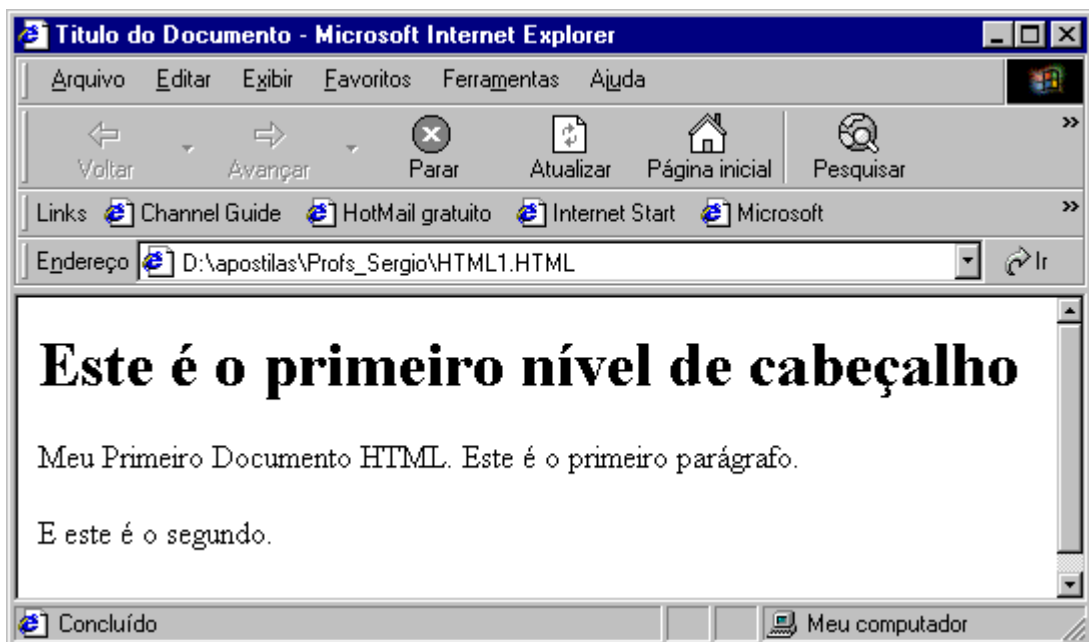 Titulo do Documento - Microsoft Internet Explorer
Arquivo Editar Exibir Favoritos Ferramentas Ajuda
Voltar Avançar Parar Atualizar Página inicial Pesquisar »
Links Channel Guide HotMail gratuito Internet Start Microsoft »
Endereço D:\apostilas\Profs_Sergio\HTML1.HTML Ir
Este é o primeiro nível de cabeçalho
Meu Primeiro Documento HTML. Este é o primeiro parágrafo.
E este é o segundo.
Concluído Meu computador